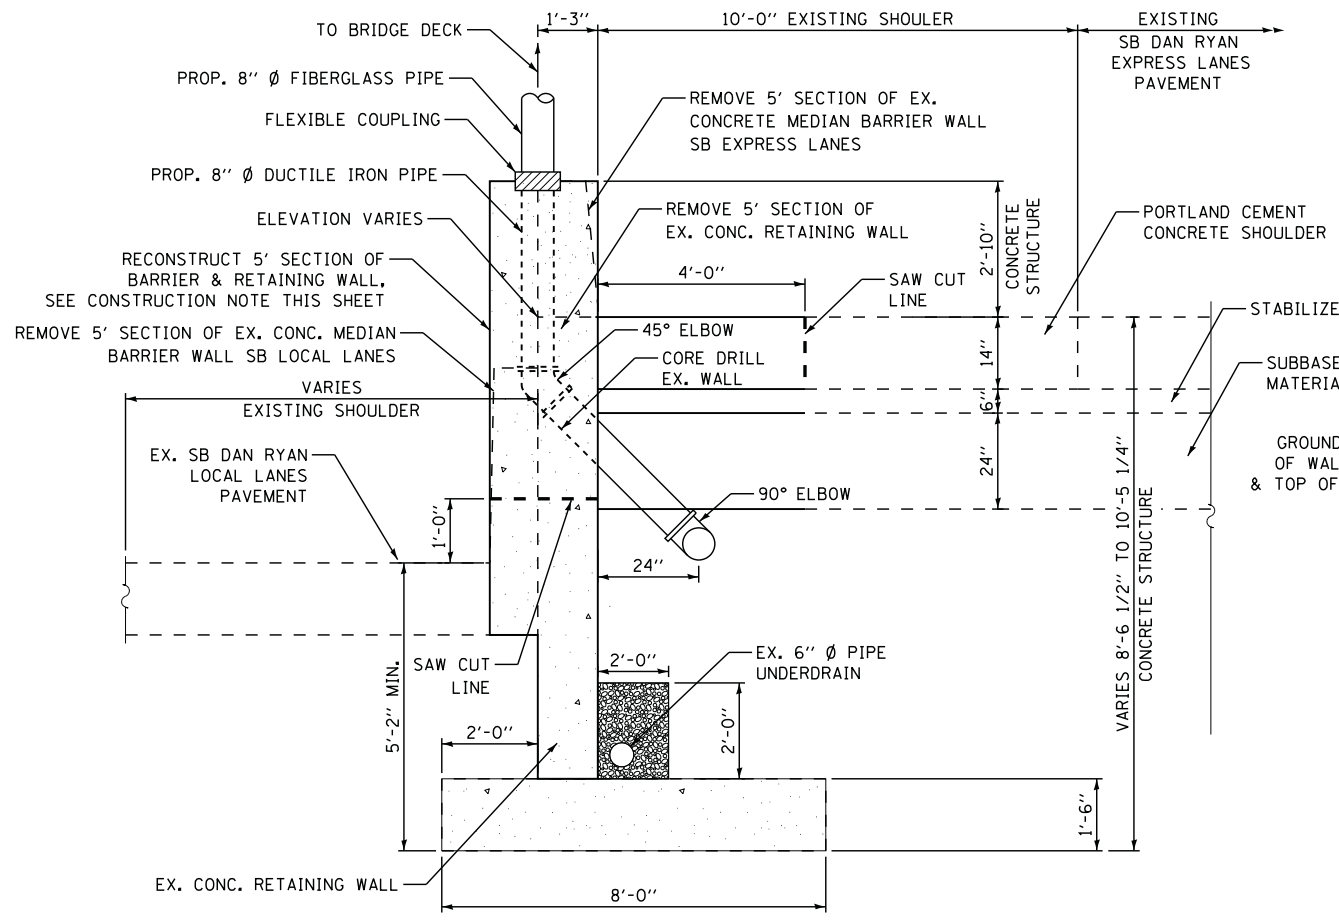 TO BRIDGE DECK
1'-3"
10'-0" EXISTING SHOULER
EXISTING
SB DAN RYAN
EXPRESS LANES
PAVEMENT
PROP. 8" Ø FIBERGLASS PIPE
FLEXIBLE COUPLING
REMOVE 5' SECTION OF EX.
CONCRETE MEDIAN BARRIER WALL
SB EXPRESS LANES
PROP. 8" Ø DUCTILE IRON PIPE
ELEVATION VARIES
REMOVE 5' SECTION OF
EX. CONC. RETAINING WALL
2'-10"
CONCRETE
STRUCTURE
PORTLAND CEMENT
CONCRETE SHOULDER
RECONSTRUCT 5' SECTION OF
BARRIER & RETAINING WALL,
SEE CONSTRUCTION NOTE THIS SHEET
4'-0"
SAW CUT
LINE
STABILIZE
REMOVE 5' SECTION OF EX. CONC. MEDIAN
BARRIER WALL SB LOCAL LANES
45° ELBOW
CORE DRILL
EX. WALL
14"
SUBBASE
MATERIA
VARIES
EXISTING SHOULDER
6"
EX. SB DAN RYAN
LOCAL LANES
PAVEMENT
24"
GROUND
OF WAL
& TOP OF
90° ELBOW
1'-0"
24"
VARIES 8'-6 1/2" TO 10'-5 1/4"
CONCRETE STRUCTURE
SAW CUT
LINE
5'-2" MIN.
2'-0"
EX. 6" Ø PIPE
UNDERDRAIN
2'-0"
2'-0"
1'-6"
EX. CONC. RETAINING WALL
8'-0"